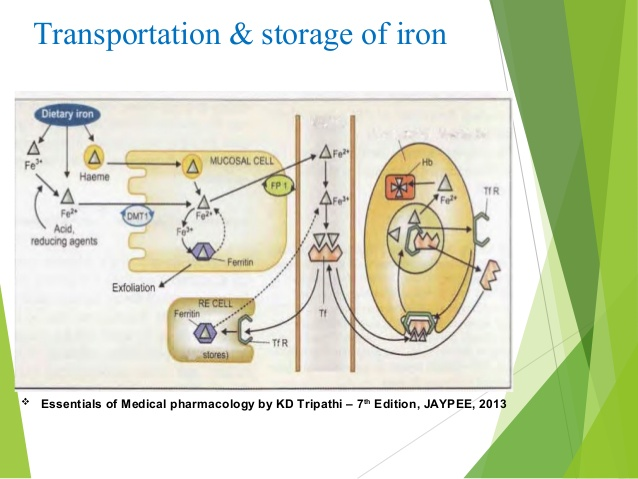 Transportation & storage of iron
Dietary iron
MUCOSAL CELL
Fe³⁺
Haeme
Fe²⁺
Acid,
reducing agents
DMT1
Fe²⁺
Fe³⁺
Ferritin
FP 1
Exfoliation
Fe²⁺
Fe³⁺
Tf
RE CELL
Ferritin
stores)
Tf R
Hb
Fe²⁺
Tf R
❖ Essentials of Medical pharmacology by KD Tripathi – 7th Edition, JAYPEE, 2013